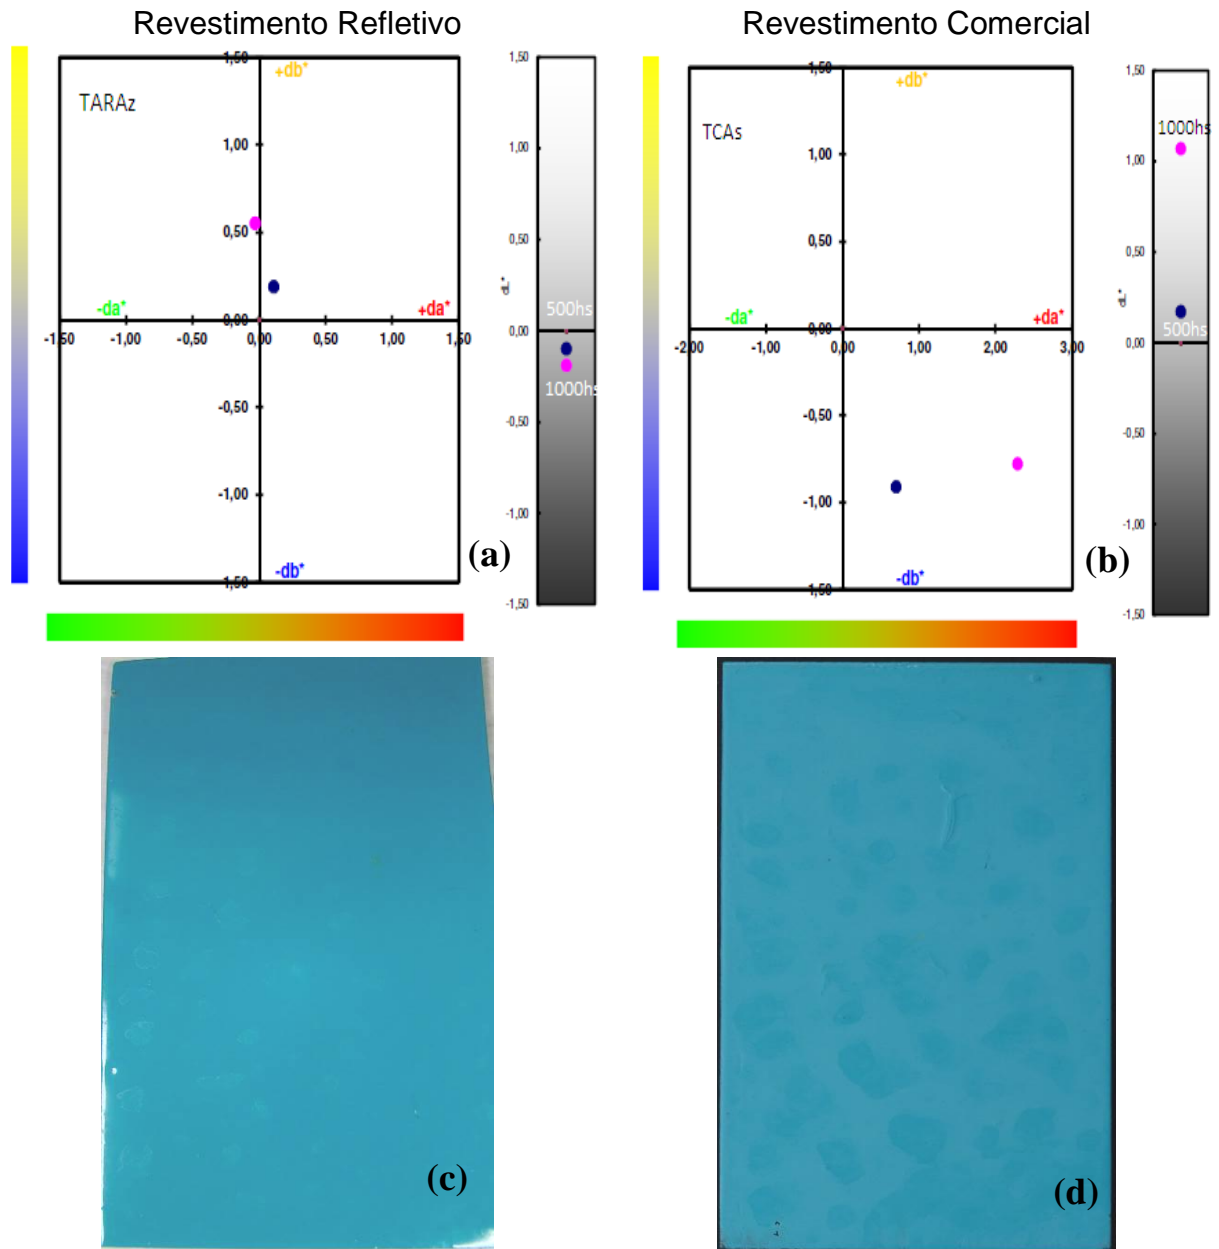 Revestimento Refletivo
Revestimento Comercial
1,50
+db*
TARAz
1,00
0,50
-da*
+da*
0,00
-1,50
-1,00
-0,50
0,00
0,50
1,00
1,50
-0,50
-1,00
-db*
1,50
(a)
1,50
1,00
0,50
dL*
500hs
0,00
1000hs
-0,50
-1,00
-1,50
1,50
+db*
TCAs
1,00
0,50
-da*
+da*
0,00
-2,00
-1,00
0,00
1,00
2,00
3,00
-0,50
-1,00
-db*
1,50
(b)
1,50
1000hs
1,00
0,50
dL*
500hs
0,00
-0,50
-1,00
-1,50
(c)
(d)